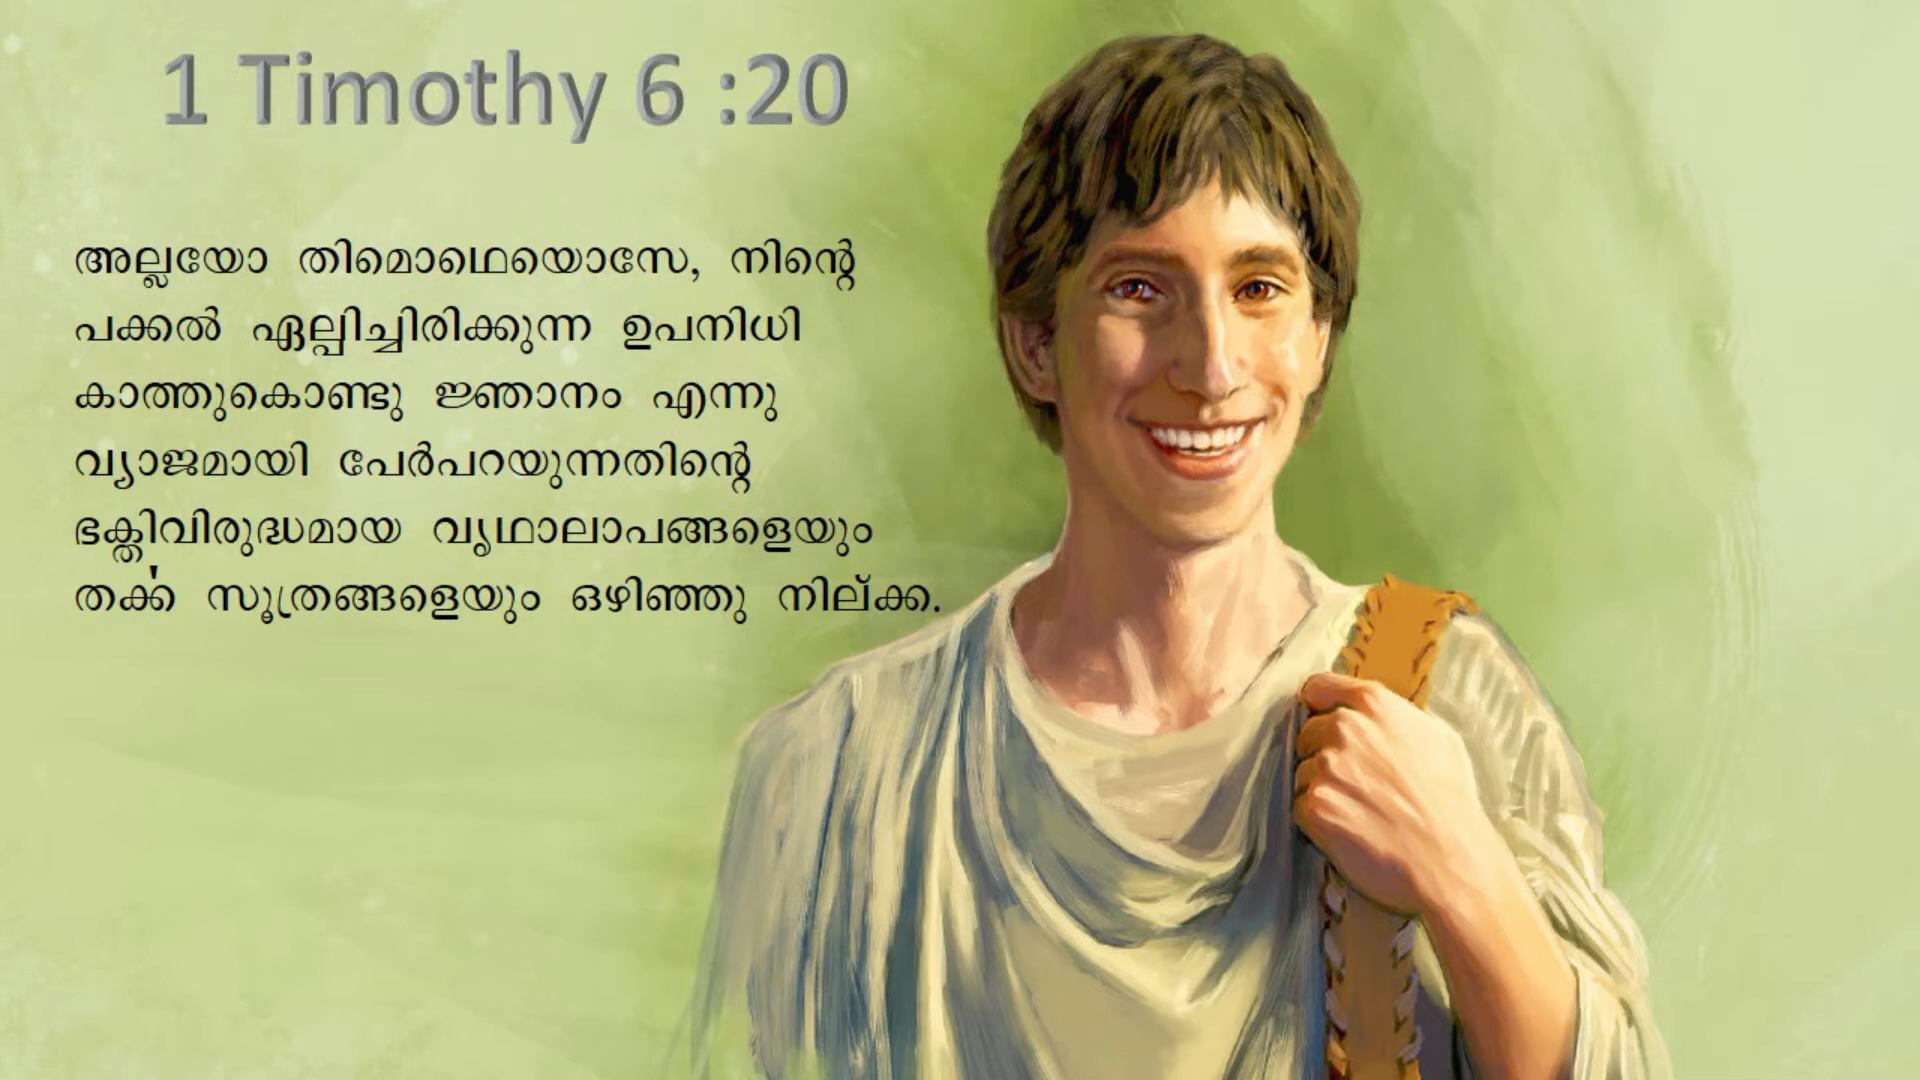 1 Timothy 6 :20
അല്ലയോ തിമൊഥെയൊസേ, നിന്റെ
പക്കൽ ഏല്പിച്ചിരിക്കുന്ന ഉപനിധി
കാത്തുകൊണ്ടു ജ്ഞാനം എന്നു
വ്യാജമായി പേർപറയുന്നതിന്റെ
ഭക്തിവിരുദ്ധമായ വൃഥാലാപങ്ങളെയും
തൎക്ക സൂത്രങ്ങളെയും ഒഴിഞ്ഞു നില്ക്ക.